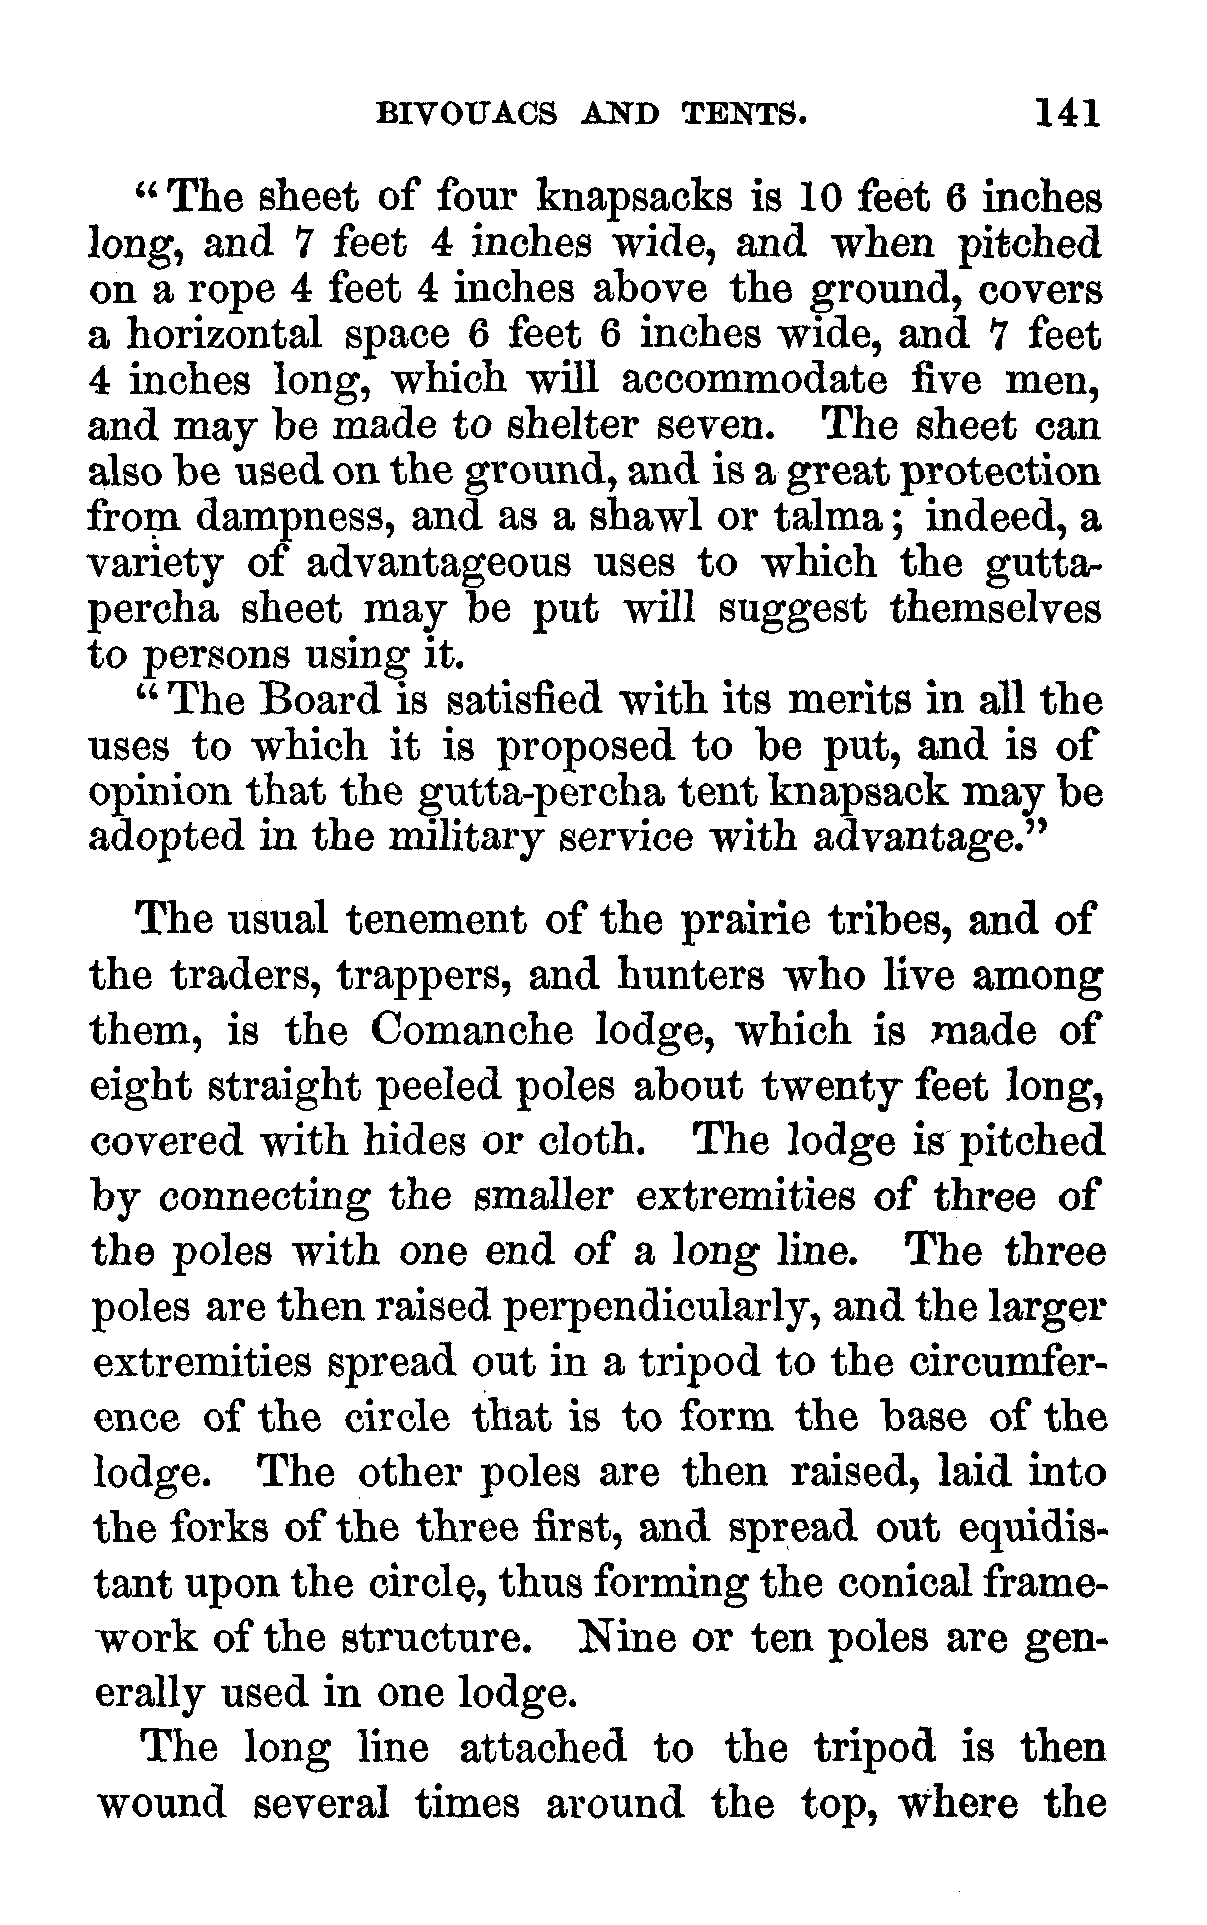 BIVOUACS AND TENTS. 141
“The sheet of four knapsacks is 10 feet 6 inches
long, and 7 feet 4 inches wide, and when pitched
on a rope 4 feet 4 inches above the ground, covers
a horizontal space 6 feet 6 inches wide, and 7 feet
4 inches long, which will accommodate five men,
and may be made to shelter seven. The sheet can
also be used on the ground, and is a great protection
from dampness, and as a shawl or talma; indeed, a
variety of advantageous uses to which the gutta-
percha sheet may be put will suggest themselves
to persons using it.
“The Board is satisfied with its merits in all the
uses to which it is proposed to be put, and is of
opinion that the gutta-percha tent knapsack may be
adopted in the military service with advantage.”
The usual tenement of the prairie tribes, and of
the traders, trappers, and hunters who live among
them, is the Comanche lodge, which is made of
eight straight peeled poles about twenty feet long,
covered with hides or cloth. The lodge is pitched
by connecting the smaller extremities of three of
the poles with one end of a long line. The three
poles are then raised perpendicularly, and the larger
extremities spread out in a tripod to the circumfer-
ence of the circle that is to form the base of the
lodge. The other poles are then raised, laid into
the forks of the three first, and spread out equidis-
tant upon the circle, thus forming the conical frame-
work of the structure. Nine or ten poles are gen-
erally used in one lodge.
The long line attached to the tripod is then
wound several times around the top, where the